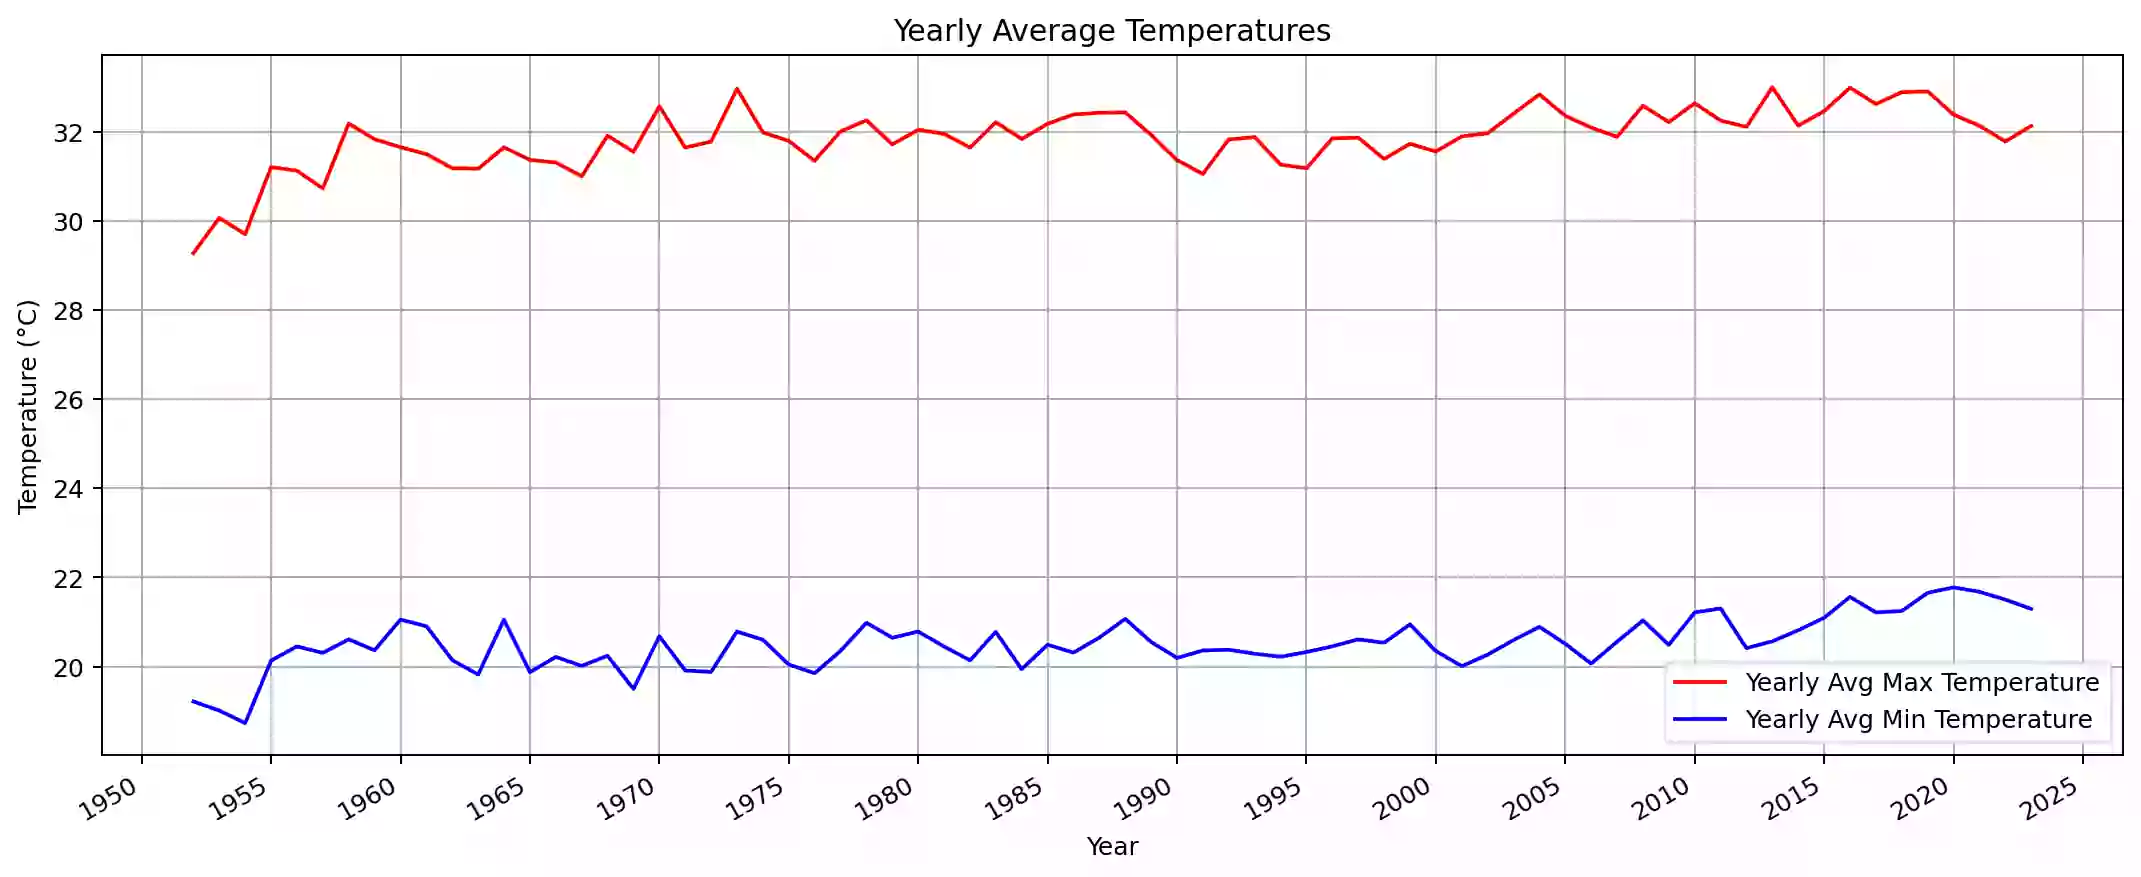 Yearly Average Temperatures
Temperature (°C)
32
30
28
26
24
22
20
Yearly Avg Max Temperature
Yearly Avg Min Temperature
1950 1955 1960 1965 1970 1975 1980 1985 1990 1995 2000 2005 2010 2015 2020 2025
Year